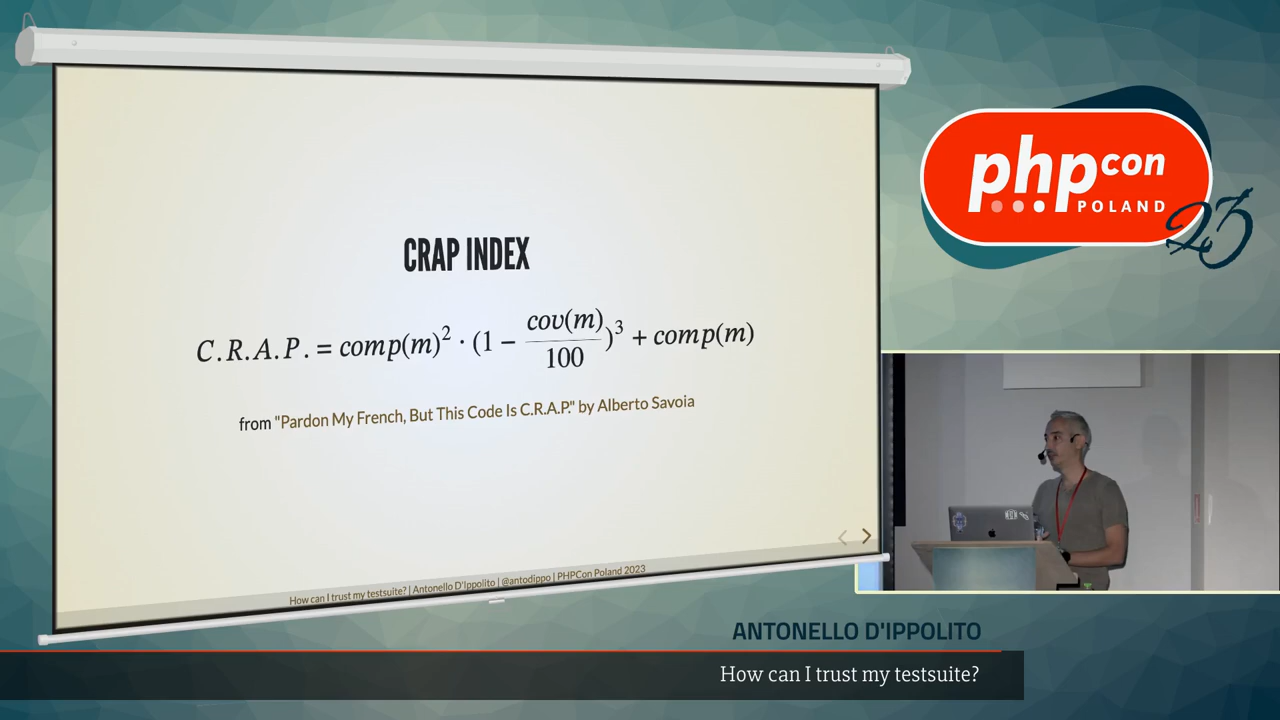 CRAP INDEX
C.R.A.P. = comp(m)² · (1 − cov(m)/100)³ + comp(m)
from "Pardon My French, But This Code Is C.R.A.P." by Alberto Savoia
How can I trust my testsuite? | Antonello D'Ippolito | @antodippo | PHPCon Poland 2023
phpcon
POLAND
23
ANTONELLO D'IPPOLITO
How can I trust my testsuite?